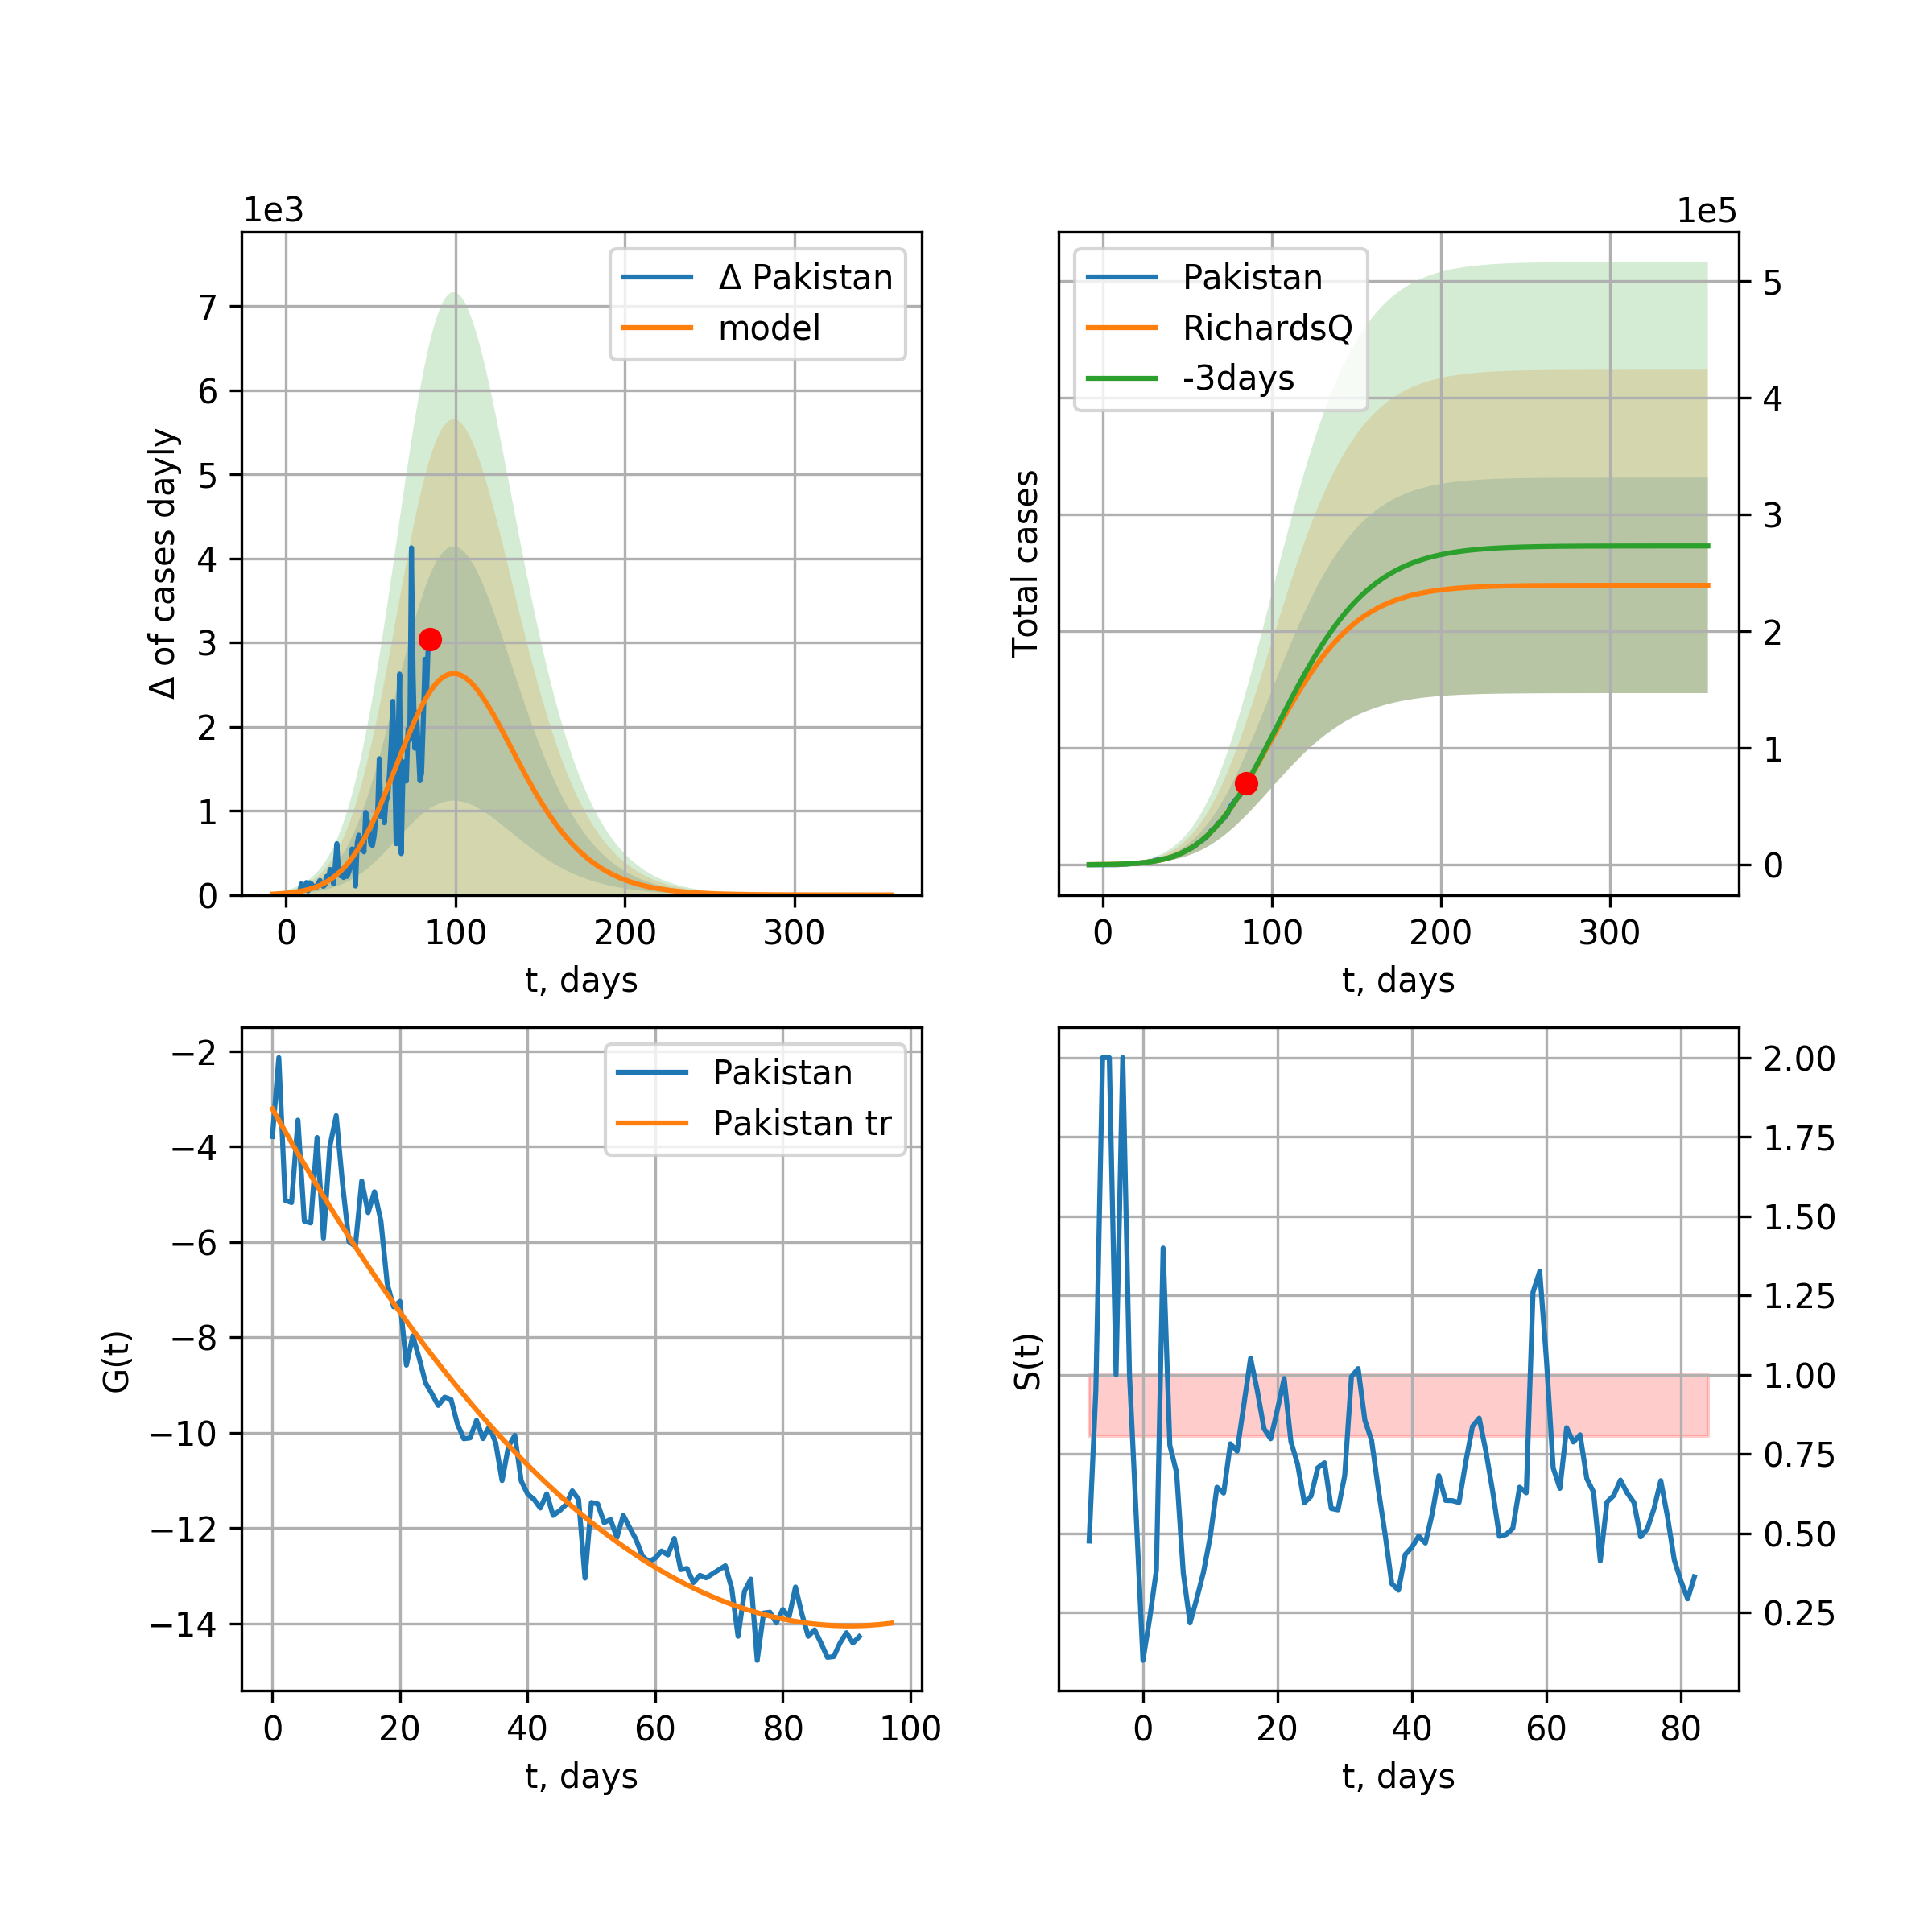 1e3
Δ of cases dayly
7
6
5
4
3
2
1
0
Δ Pakistan
model
0 100 200 300
t, days
1e5
Total cases
Pakistan
RichardsQ
-3days
5
4
3
2
1
0
0 100 200 300
t, days
G(t)
−2
−4
−6
−8
−10
−12
−14
Pakistan
Pakistan tr
0 20 40 60 80 100
t, days
S(t)
2.00
1.75
1.50
1.25
1.00
0.75
0.50
0.25
0 20 40 60 80
t, days